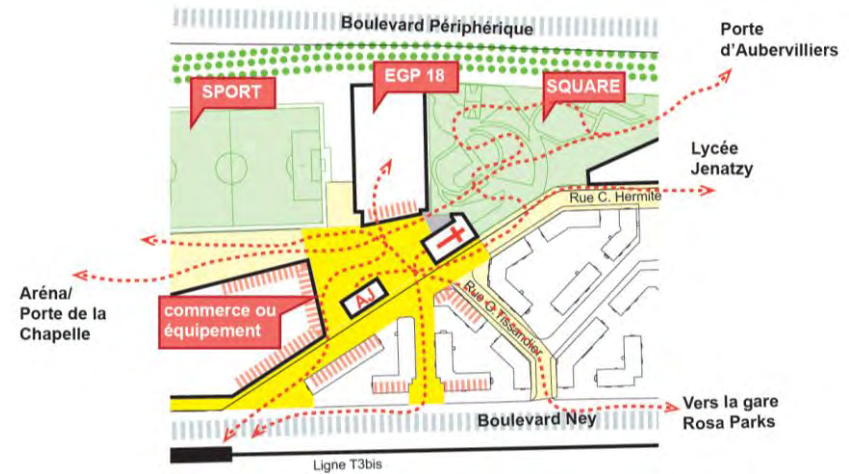 Boulevard Périphérique
Porte
d'Aubervilliers
EGP 18
SPORT
SQUARE
Lycée
Jenatzy
Rue C. Hermite
Aréna/
Porte de la
Chapelle
commerce ou
équipement
AJ
Rue G. Tissandier
Boulevard Ney
Vers la gare
Rosa Parks
Ligne T3bis